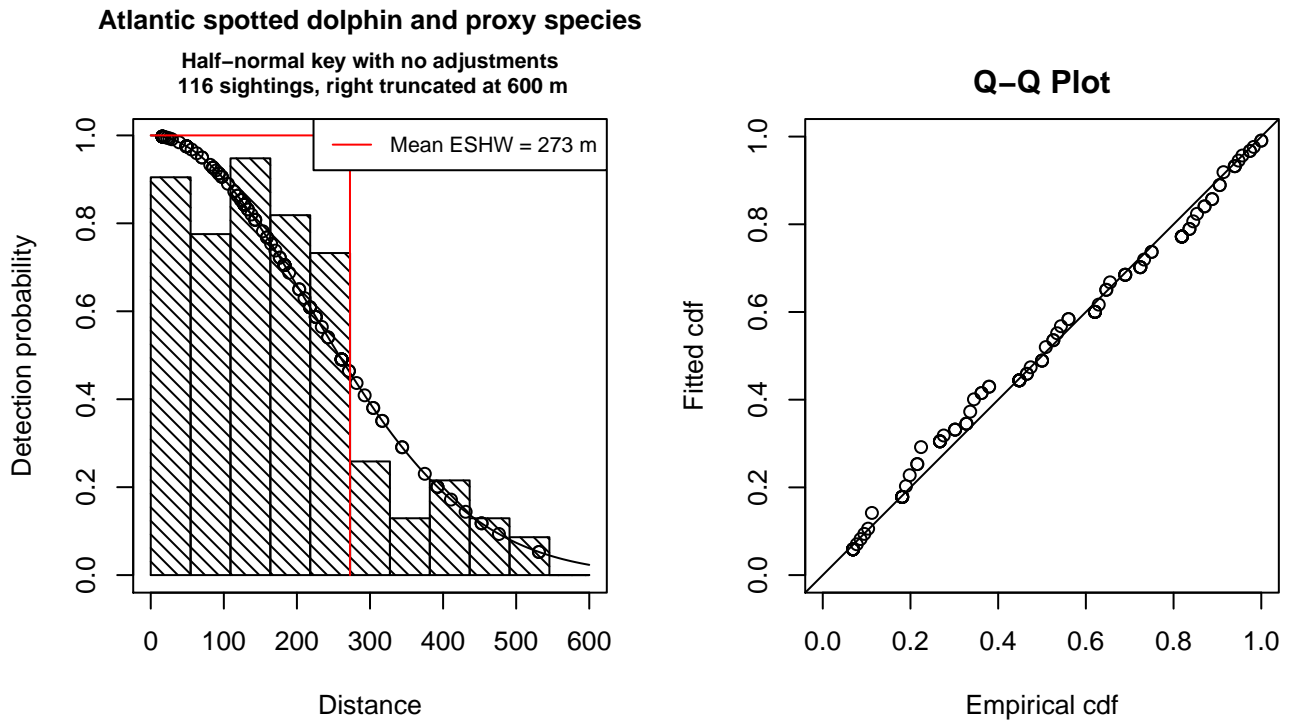 Atlantic spotted dolphin and proxy species
Half−normal key with no adjustments
116 sightings, right truncated at 600 m
Mean ESHW = 273 m
Detection probability
0.0 0.2 0.4 0.6 0.8 1.0
0 100 200 300 400 500 600
Distance
Q−Q Plot
Fitted cdf
0.0 0.2 0.4 0.6 0.8 1.0
0.0 0.2 0.4 0.6 0.8 1.0
Empirical cdf